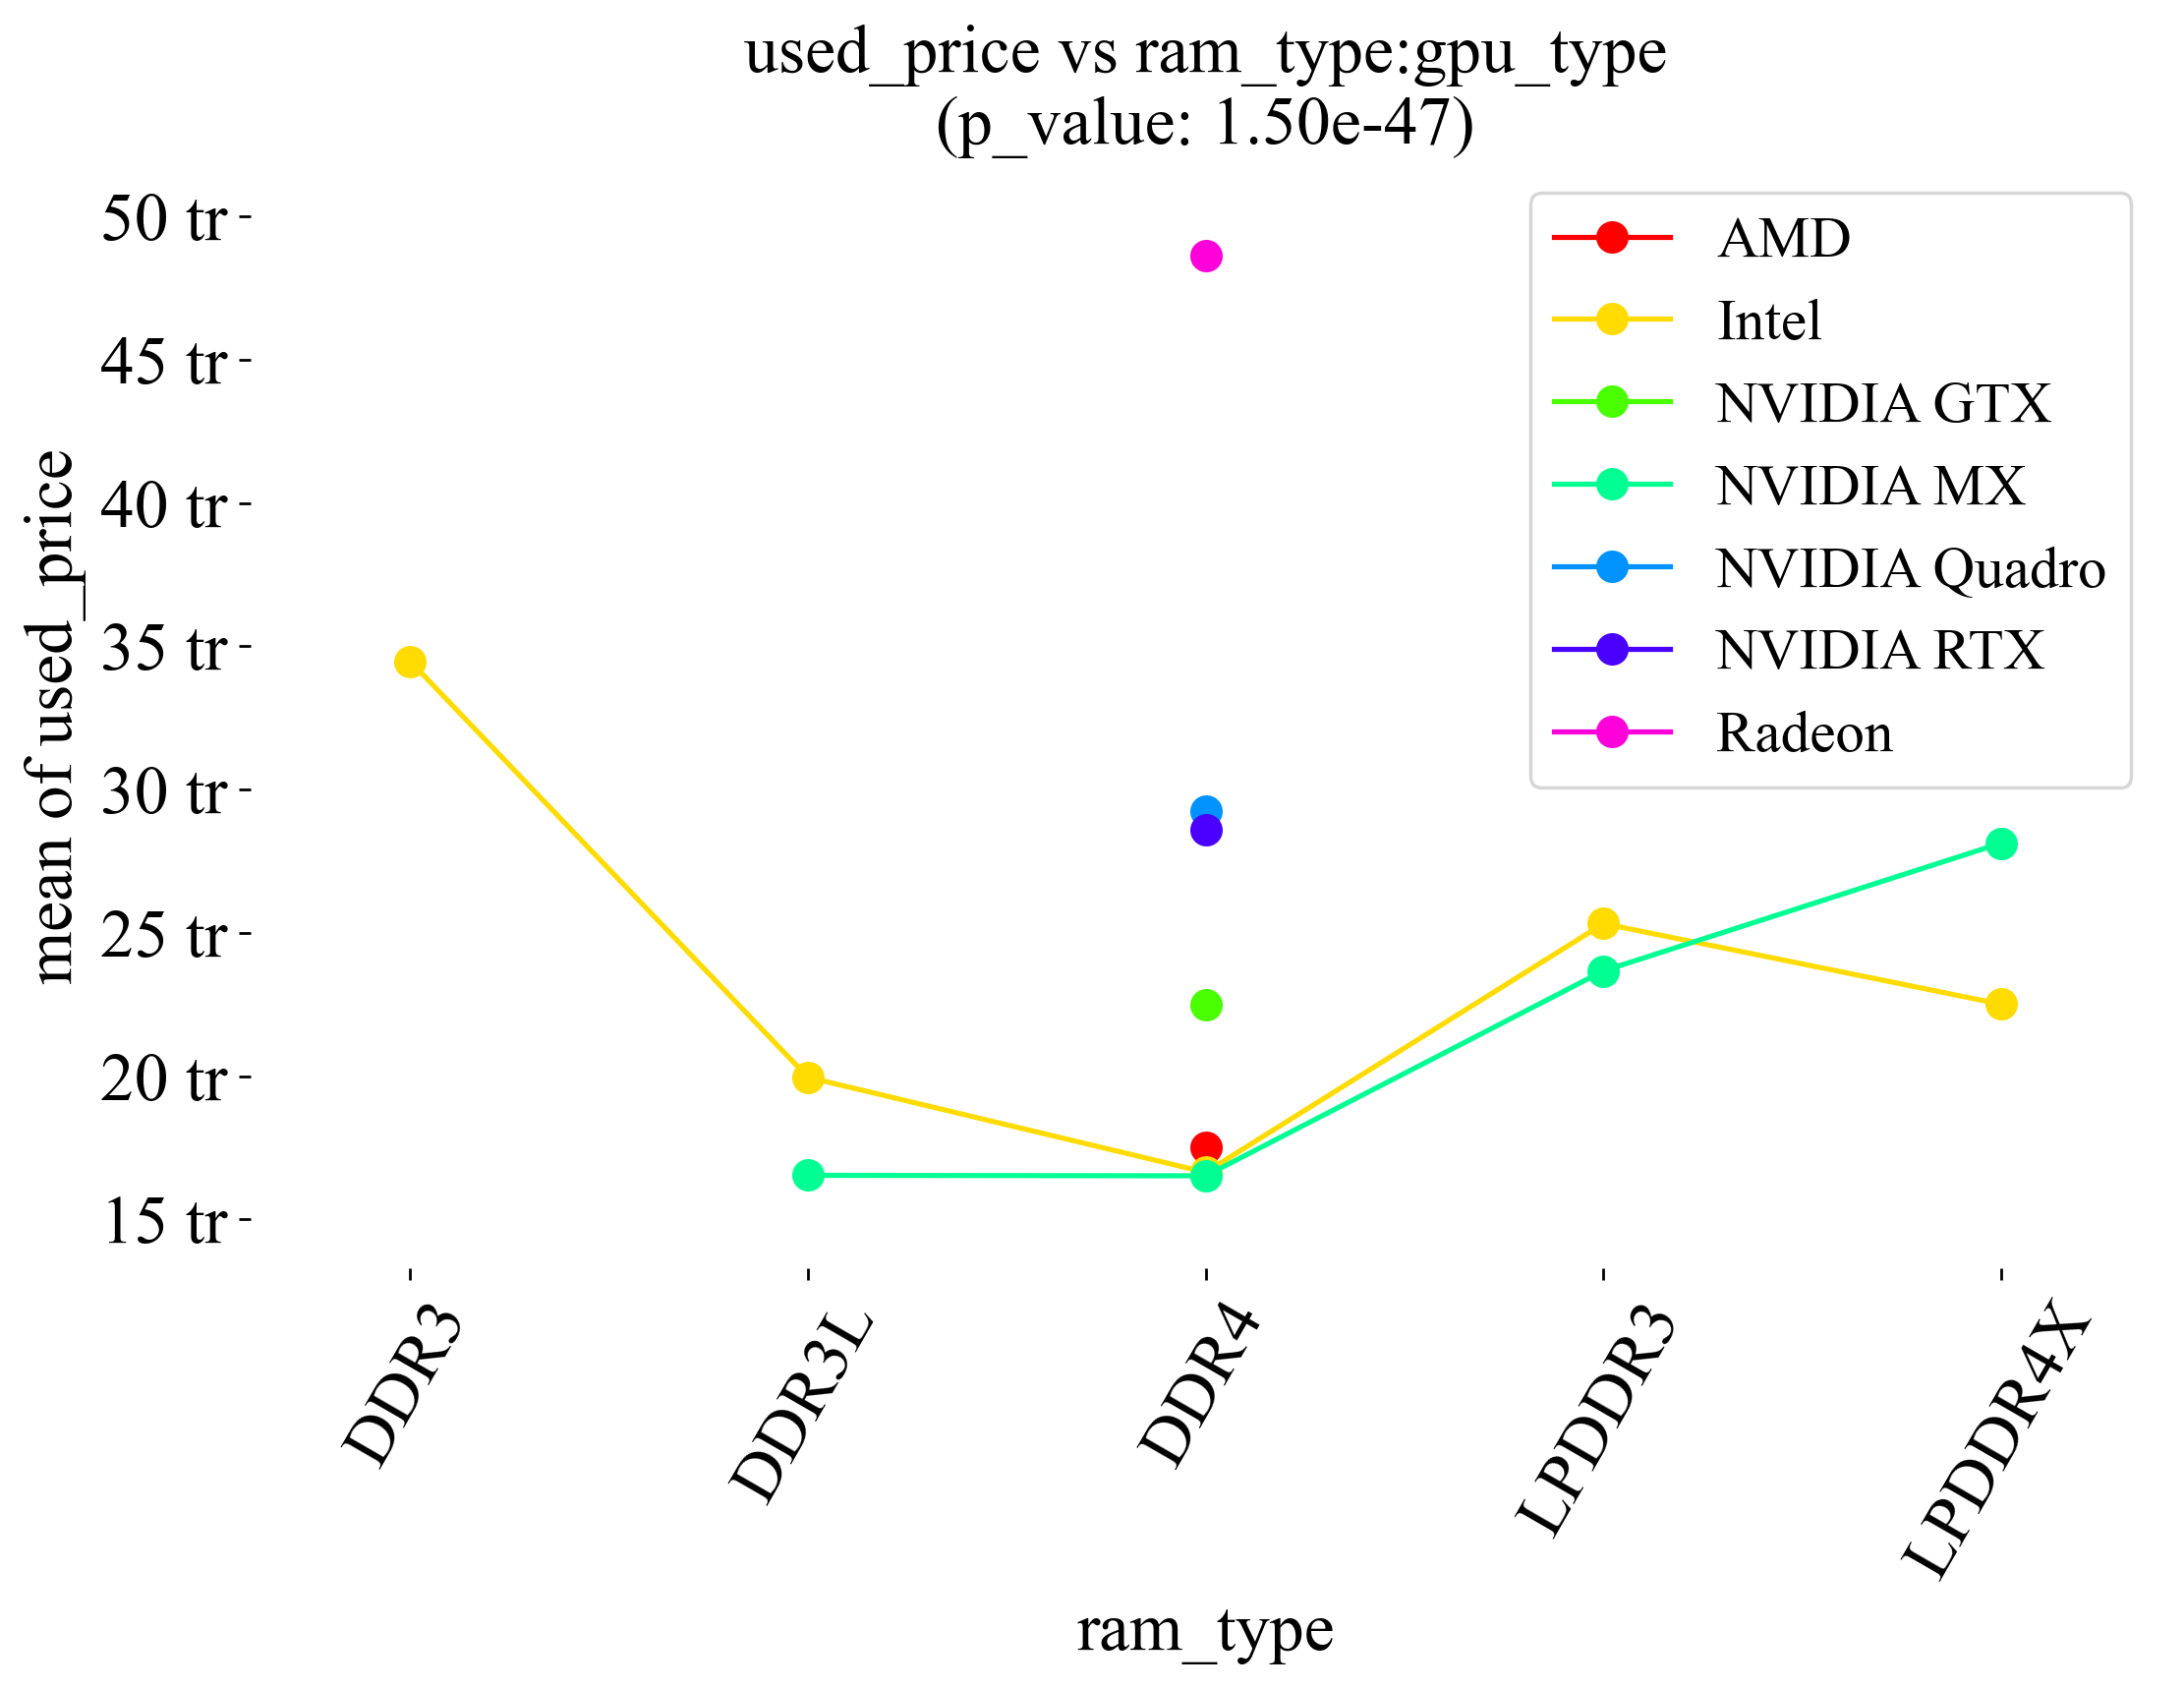 used_price vs ram_type:gpu_type
(p_value: 1.50e-47)
50 tr
45 tr
40 tr
35 tr
30 tr
25 tr
20 tr
15 tr
mean of used_price
AMD
Intel
NVIDIA GTX
NVIDIA MX
NVIDIA Quadro
NVIDIA RTX
Radeon
DDR3
DDR3L
DDR4
LPDDR3
LPDDR4X
ram_type